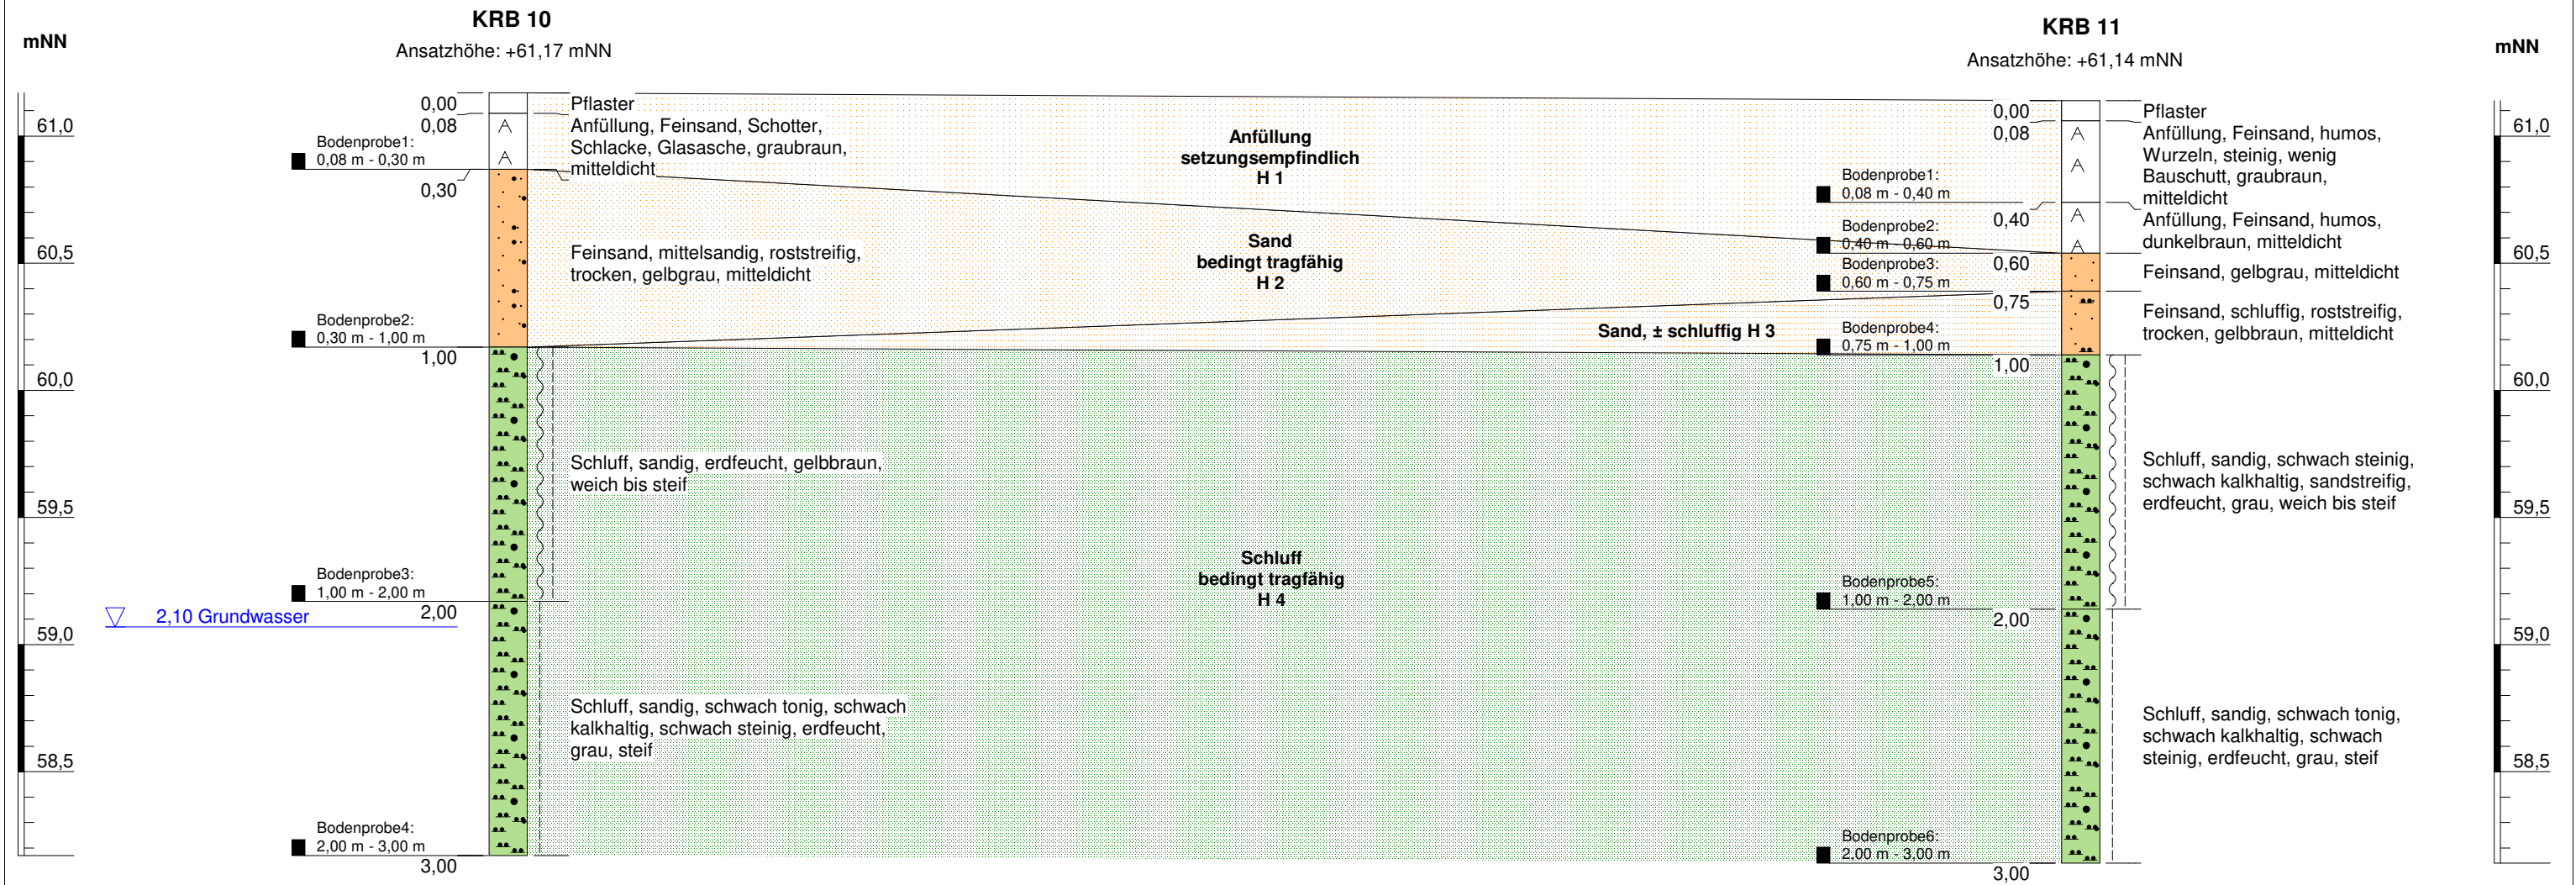 KRB 10
Ansatzhöhe: +61,17 mNN
KRB 11
Ansatzhöhe: +61,14 mNN
mNN
61,0
60,5
60,0
59,5
59,0
58,5
Bodenprobe1:
0,08 m - 0,30 m
Bodenprobe2:
0,30 m - 1,00 m
Bodenprobe3:
1,00 m - 2,00 m
2,10 Grundwasser
Bodenprobe4:
2,00 m - 3,00 m
0,00
0,08
0,30
1,00
2,00
3,00
Pflaster
Anfüllung, Feinsand, Schotter,
Schlacke, Glasasche, graubraun,
mitteldicht
Feinsand, mittelsandig, roststreifig,
trocken, gelbgrau, mitteldicht
Schluff, sandig, erdfeucht, gelbbraun,
weich bis steif
Schluff, sandig, schwach tonig, schwach
kalkhaltig, schwach steinig, erdfeucht,
grau, steif
Anfüllung
setzungsempfindlich
H 1
Sand
bedingt tragfähig
H 2
Sand, ± schluffig H 3
Schluff
bedingt tragfähig
H 4
Bodenprobe1:
0,08 m - 0,40 m
Bodenprobe2:
0,40 m - 0,60 m
Bodenprobe3:
0,60 m - 0,75 m
Bodenprobe4:
0,75 m - 1,00 m
Bodenprobe5:
1,00 m - 2,00 m
Bodenprobe6:
2,00 m - 3,00 m
0,00
0,08
0,40
0,60
0,75
1,00
2,00
3,00
Pflaster
Anfüllung, Feinsand, humos,
Wurzeln, steinig, wenig
Bauschutt, graubraun,
mitteldicht
Anfüllung, Feinsand, humos,
dunkelbraun, mitteldicht
Feinsand, gelbgrau, mitteldicht
Feinsand, schluffig, roststreifig,
trocken, gelbbraun, mitteldicht
Schluff, sandig, schwach steinig,
schwach kalkhaltig, sandstreifig,
erdfeucht, grau, weich bis steif
Schluff, sandig, schwach tonig,
schwach kalkhaltig, schwach
steinig, erdfeucht, grau, steif
mNN
61,0
60,5
60,0
59,5
59,0
58,5